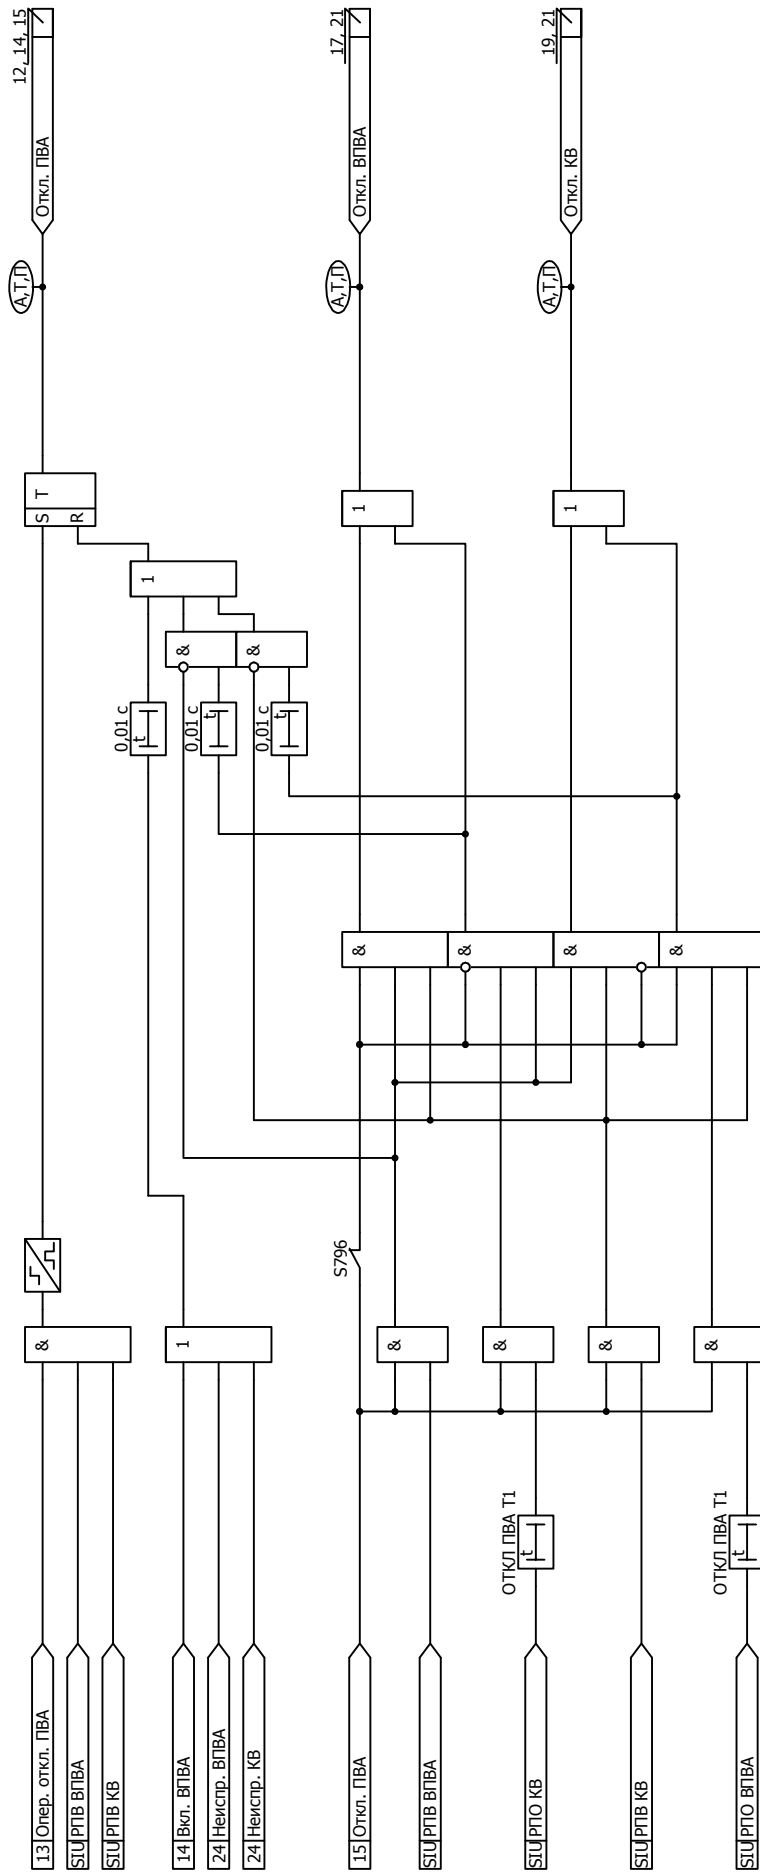 13 Опер. откл. ПВА
SIU РПВ ВПВА
SIU РПВ КВ
14 Вкл. ВПВА
24 Неиспр. ВПВА
24 Неиспр. КВ
15 Откл. ПВА
SIU РПВ ВПВА
SIU РПО КВ
SIU РПВ КВ
SIU РПО ВПВА
ОТКЛ ПВА T1
t
ОТКЛ ПВА T1
t
&
1
&
&
&
&
S796
&
&
&
&
0,01 с
t
0,01 с
t
0,01 с
t
&
&
1
S T
R
1
1
А,Т,П
А,Т,П
А,Т,П
Откл. ПВА
12, 14, 15
Откл. ВПВА
17, 21
Откл. КВ
19, 21